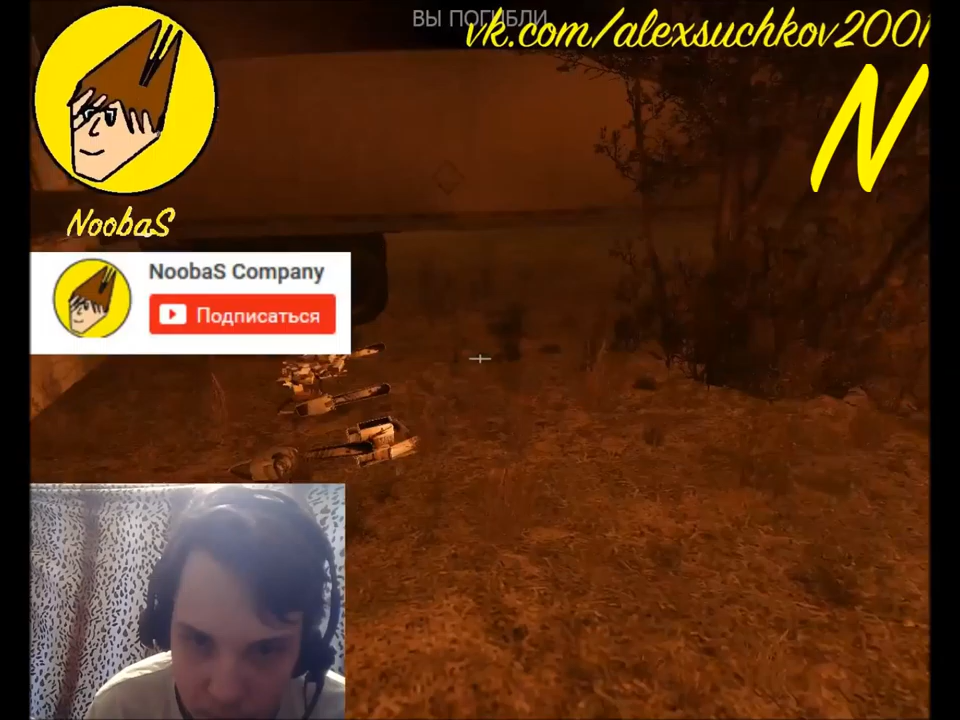 ВЫ ПОГИБЛИ
vk.com/alexsuchkov2001
N
NoobaS
NoobaS Company
Подписаться